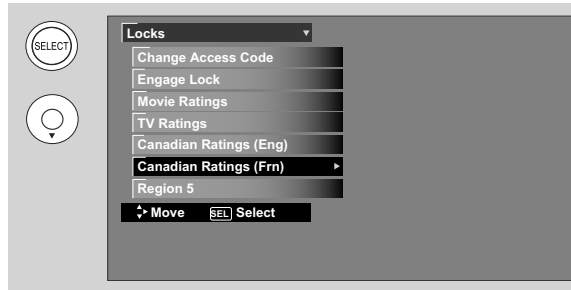 SELECT
Locks
Change Access Code
Engage Lock
Movie Ratings
TV Ratings
Canadian Ratings (Eng)
Canadian Ratings (Frn)
Region 5
Move SEL Select